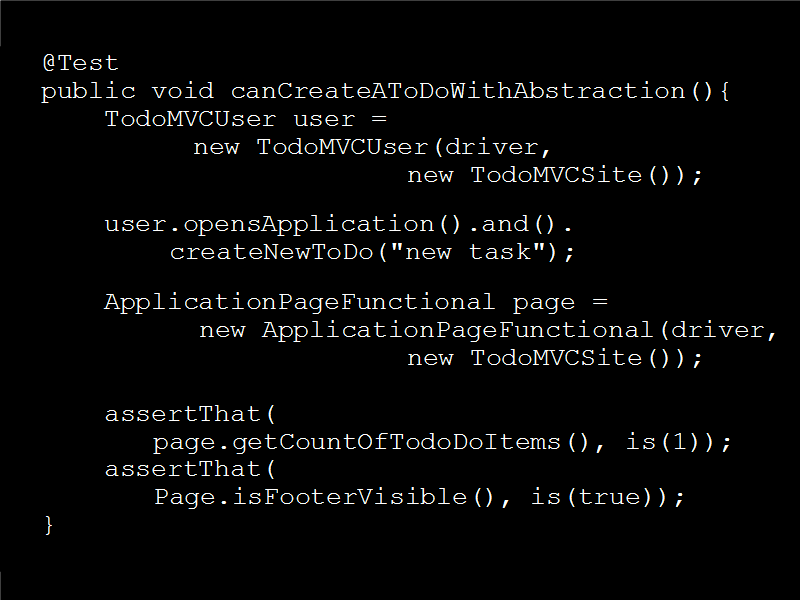 @Test
public void canCreateAToDoWithAbstraction(){
TodoMVCUser user =
new TodoMVCUser(driver,
new TodoMVCSite());
user.opensApplication().and().
createNewToDo("new task");
ApplicationPageFunctional page =
new ApplicationPageFunctional(driver,
new TodoMVCSite());
assertThat(
page.getCountOfTodoDoItems(), is(1));
assertThat(
Page.isFooterVisible(), is(true));
}